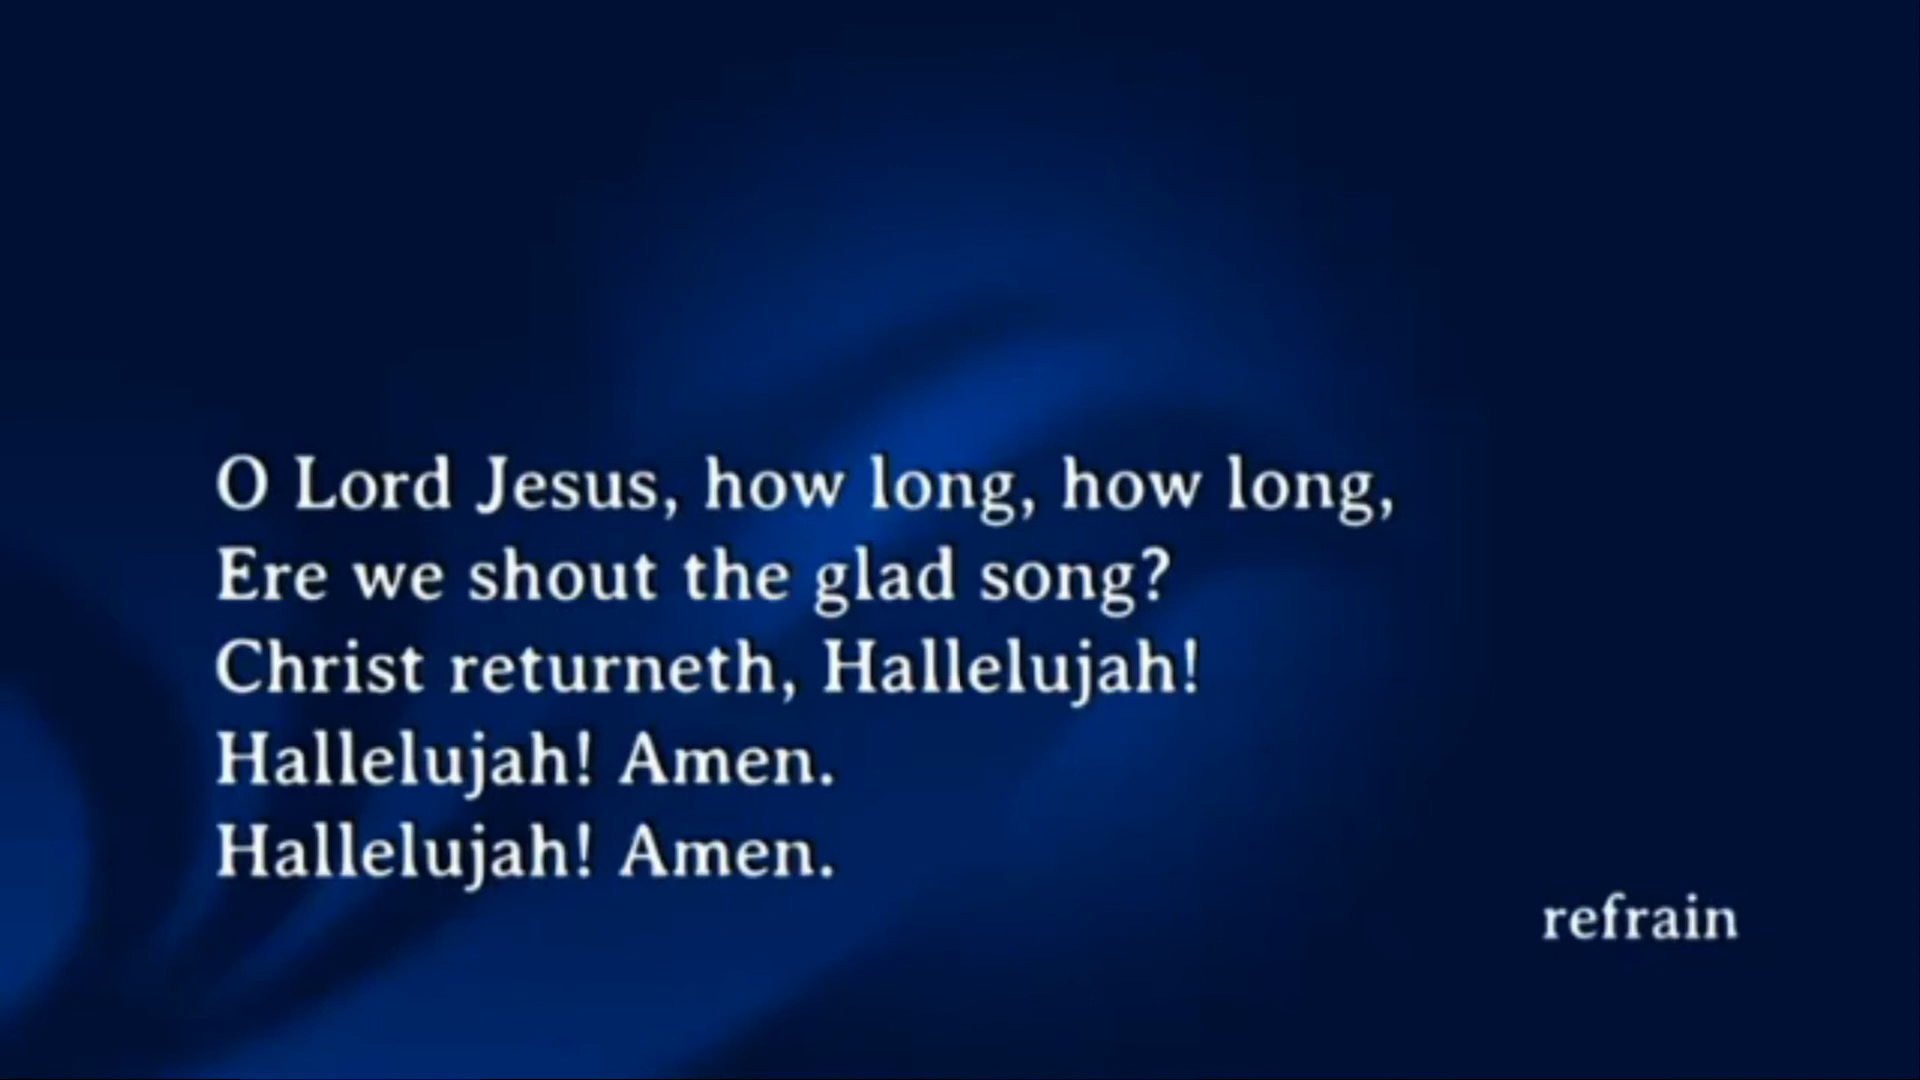 O Lord Jesus, how long, how long,
Ere we shout the glad song?
Christ returneth, Hallelujah!
Hallelujah! Amen.
Hallelujah! Amen.
refrain